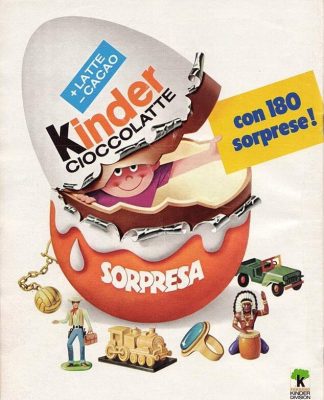 + LATTE
- CACAO
Kinder
CIOCCOLATTE
con 180
sorprese!
SORPRESA
K
KINDER
DIVISION